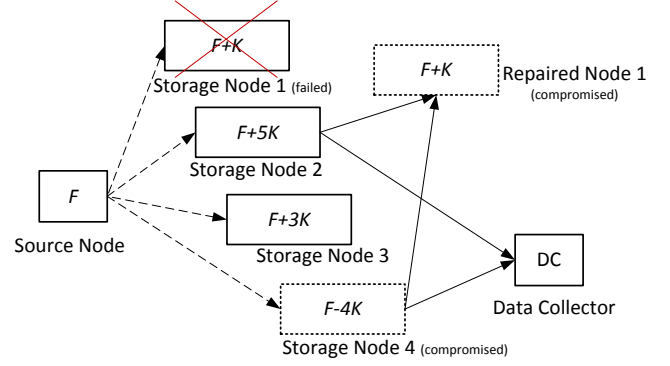 F+K
Storage Node 1 (failed)
F+K
Repaired Node 1
(compromised)
F+5K
Storage Node 2
F
Source Node
F+3K
Storage Node 3
DC
Data Collector
F-4K
Storage Node 4 (compromised)